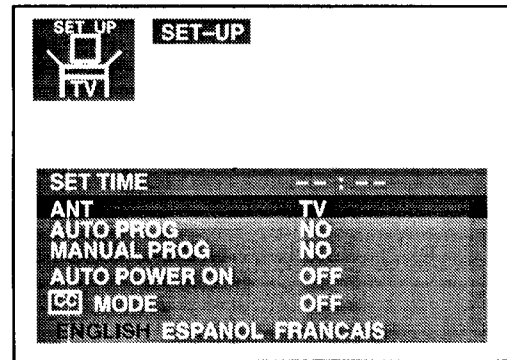 SET UP
TV
SET-UP
SET TIME --:--
ANT TV
AUTO PROG NO
MANUAL PROG NO
AUTO POWER ON OFF
CC MODE OFF
ENGLISH ESPANOL FRANCAIS